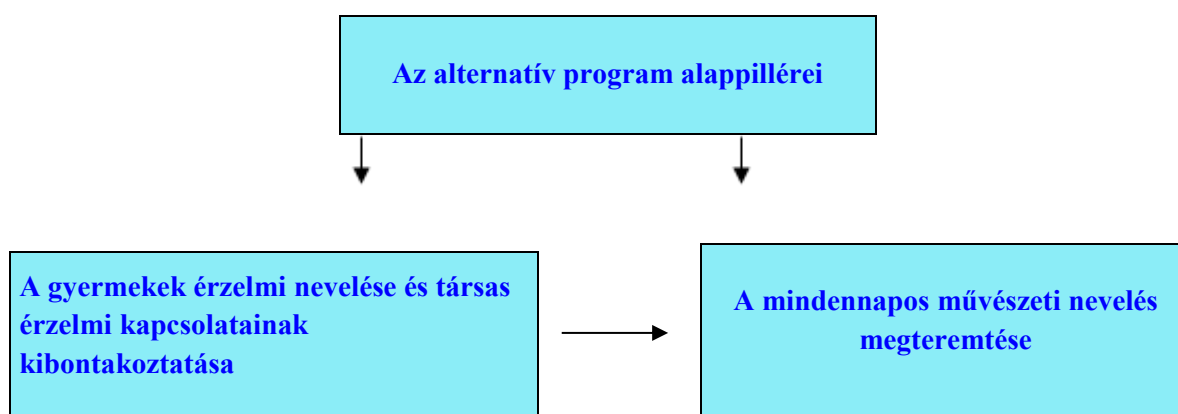 Az alternatív program alappillérei
A gyermekek érzelmi nevelése és társas
érzelmi kapcsolatainak
kibontakoztatása
A mindennapos művészeti nevelés
megteremtése